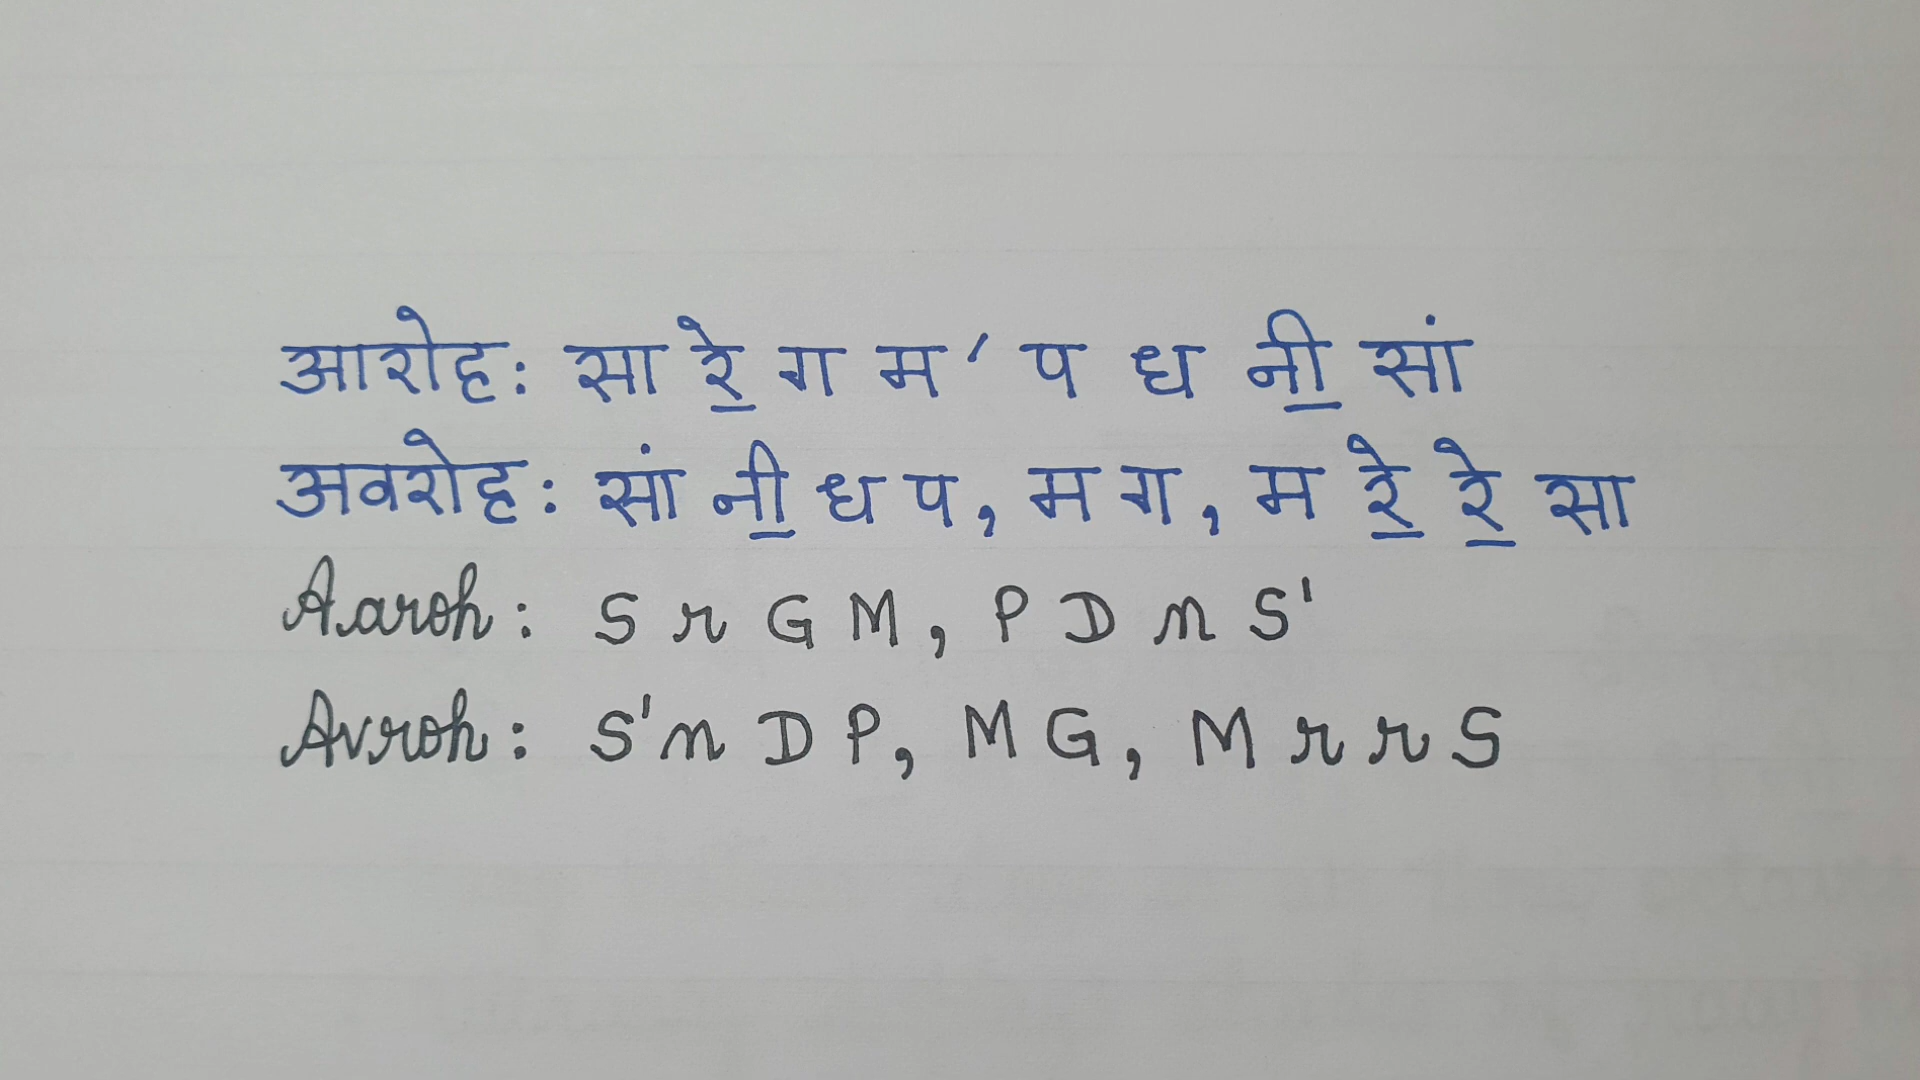 आरोह: सा रे॒ ग म' प ध नी॒ सां
अवरोह: सां नी॒ ध प, म ग, म रे॒ रे॒ सा
Aaroh: S r G M, P D n S'
Avroh: S'n D P, M G, M r r S